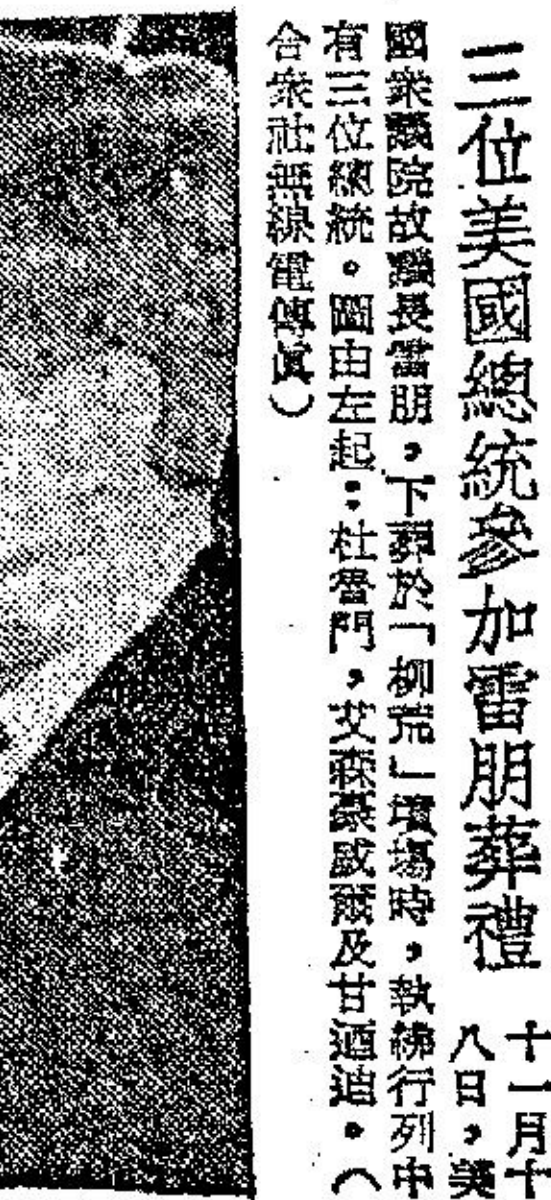 三位美國總統參加雷朋葬禮
十一月十
八日，美
國衆議院故議長雷朋，下葬於「柳荒」墳塲時，執紼行列中
有三位總統。圖由左起：杜魯門，艾森豪威爾及甘迺迪。（
合衆社無線電傳眞）